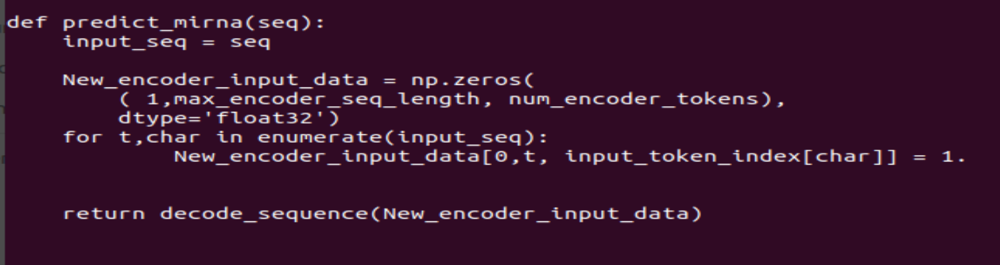 def predict_mirna(seq):
    input_seq = seq
    New_encoder_input_data = np.zeros(
        ( 1,max_encoder_seq_length, num_encoder_tokens),
        dtype='float32')
    for t,char in enumerate(input_seq):
            New_encoder_input_data[0,t, input_token_index[char]] = 1.
    return decode_sequence(New_encoder_input_data)